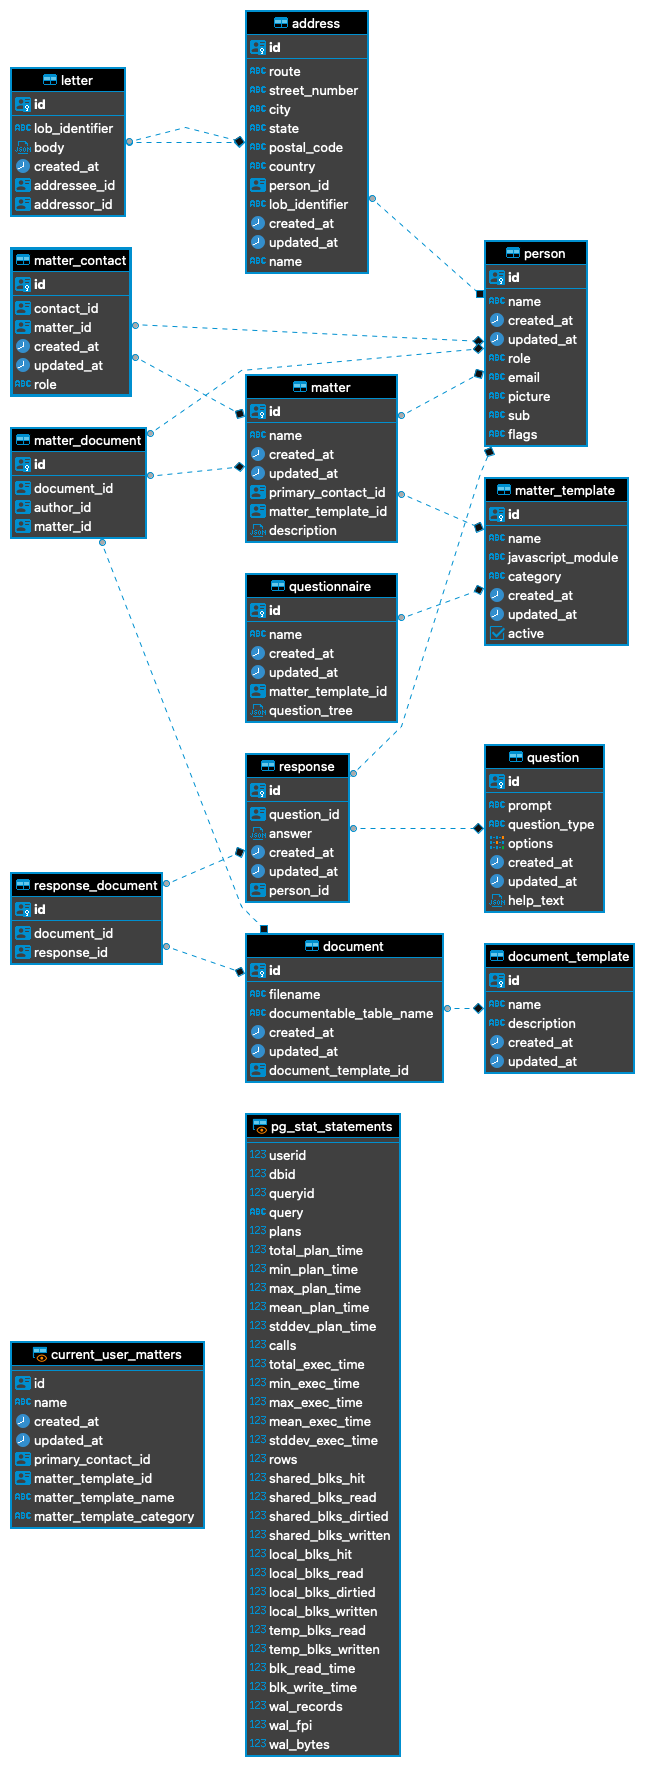 address
id
route
street_number
city
state
postal_code
country
person_id
lob_identifier
created_at
updated_at
name
letter
id
lob_identifier
body
created_at
addressee_id
addressor_id
person
id
name
created_at
updated_at
role
email
picture
sub
flags
matter_contact
id
contact_id
matter_id
created_at
updated_at
role
matter
id
name
created_at
updated_at
primary_contact_id
matter_template_id
description
matter_document
id
document_id
author_id
matter_id
matter_template
id
name
javascript_module
category
created_at
updated_at
active
questionnaire
id
name
created_at
updated_at
matter_template_id
question_tree
response
id
question_id
answer
created_at
updated_at
person_id
question
id
prompt
question_type
options
created_at
updated_at
help_text
response_document
id
document_id
response_id
document
id
filename
documentable_table_name
created_at
updated_at
document_template_id
document_template
id
name
description
created_at
updated_at
pg_stat_statements
userid
dbid
queryid
query
plans
total_plan_time
min_plan_time
max_plan_time
mean_plan_time
stddev_plan_time
calls
total_exec_time
min_exec_time
max_exec_time
mean_exec_time
stddev_exec_time
rows
shared_blks_hit
shared_blks_read
shared_blks_dirtied
shared_blks_written
local_blks_hit
local_blks_read
local_blks_dirtied
local_blks_written
temp_blks_read
temp_blks_written
blk_read_time
blk_write_time
wal_records
wal_fpi
wal_bytes
current_user_matters
id
name
created_at
updated_at
primary_contact_id
matter_template_id
matter_template_name
matter_template_category